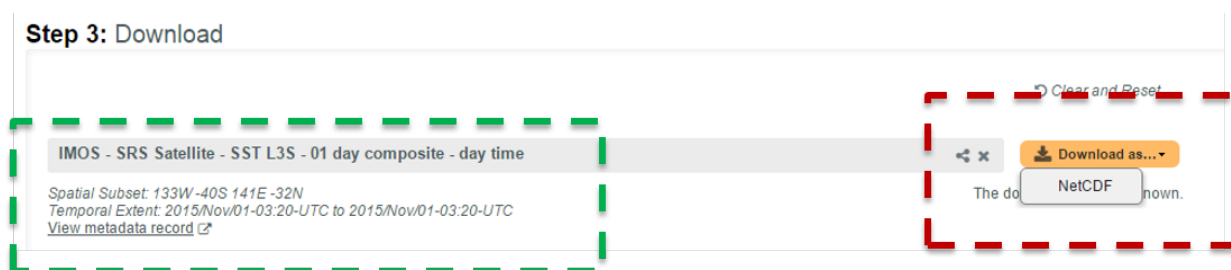 Step 3: Download
Clear and Reset
IMOS - SRS Satellite - SST L3S - 01 day composite - day time
Download as...
Spatial Subset: 133W -40S 141E -32N
The do
NetCDF
nown.
Temporal Extent: 2015/Nov/01-03:20-UTC to 2015/Nov/01-03:20-UTC
View metadata record